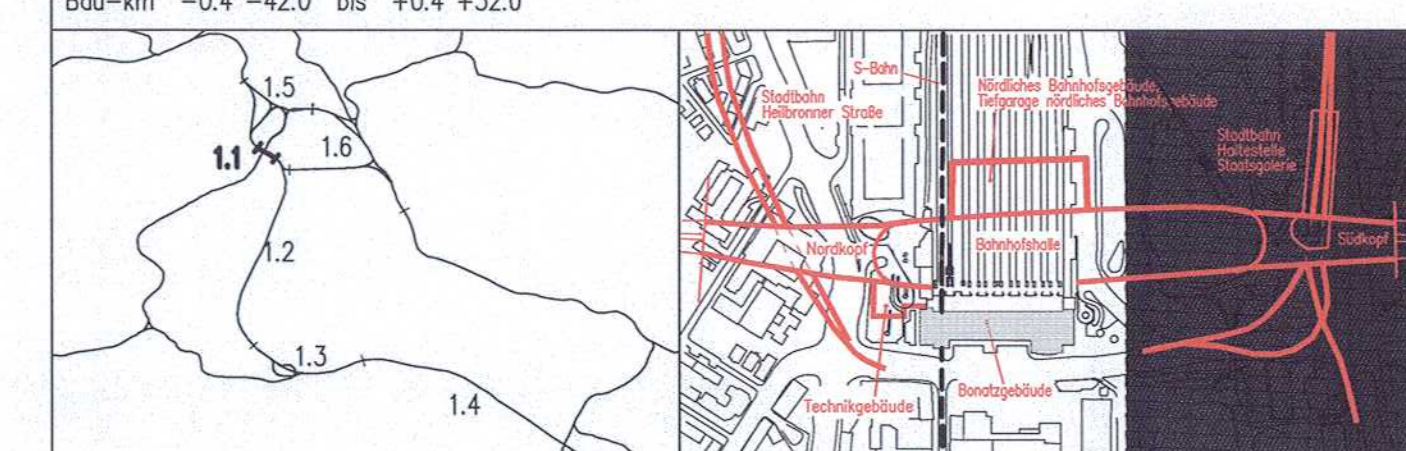 Bau-km -0.4 -42.0 bis +0.4 +32.0
1.5
1.1
1.6
1.2
1.3
1.4
S-Bahn
Stadtbahn
Heilbronner Straße
Nördliches Bahnhofsgebäude,
Tiefgarage nördliches Bahnhofsgebäude
Stadtbahn
Haltestelle
Staatsgalerie
Nordkopf
Bahnhofshalle
Südkopf
Technikgebäude
Bonatzgebäude